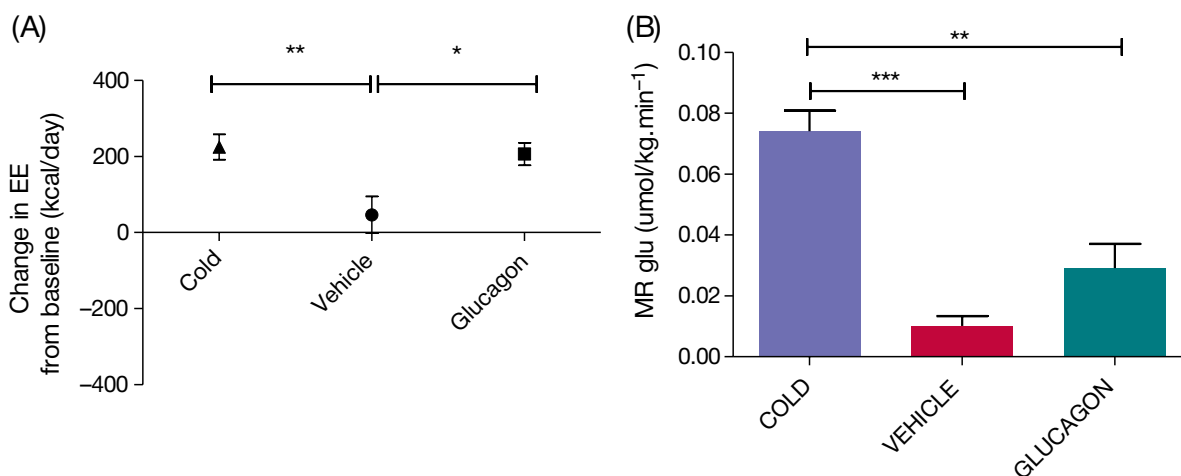 (A)
**
*
400
200
0
−200
−400
Change in EE
from baseline (kcal/day)
Cold
Vehicle
Glucagon
(B)
**
***
0.10
0.08
0.06
0.04
0.02
0.00
MR glu (umol/kg.min⁻¹)
COLD
VEHICLE
GLUCAGON